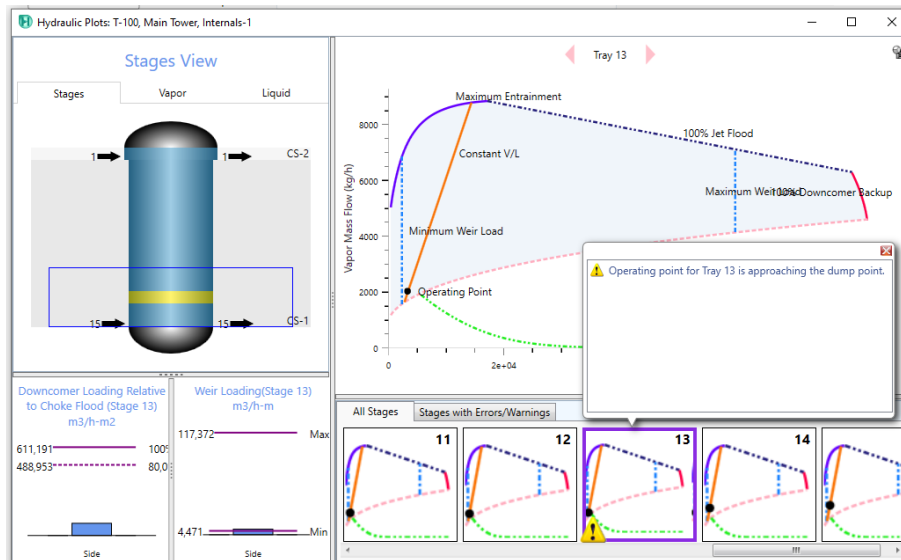 Hydraulic Plots: T-100, Main Tower, Internals-1
Stages View
Stages
Vapor
Liquid
1
1
CS-2
15
15
CS-1
Downcomer Loading Relative
to Choke Flood (Stage 13)
m3/h-m2
611,191
100%
488,953
80,0
Side
Weir Loading(Stage 13)
m3/h-m
117,372
Max
4,471
Min
Side
Tray 13
Vapor Mass Flow (kg/h)
8000
6000
4000
2000
0
0
2e+04
Maximum Entrainment
100% Jet Flood
Constant V/L
Maximum Weir Load
100% Downcomer Backup
Minimum Weir Load
Operating Point
Operating point for Tray 13 is approaching the dump point.
All Stages
Stages with Errors/Warnings
11
12
13
14